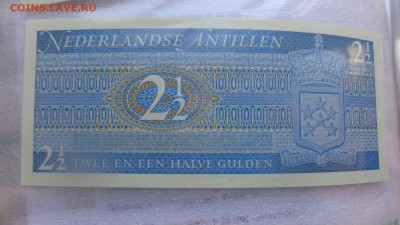 COINS.LAVE.RU
NEDERLANDSE ANTILLEN
2½
2½
2½
TWEE EN EEN HALVE GULDEN